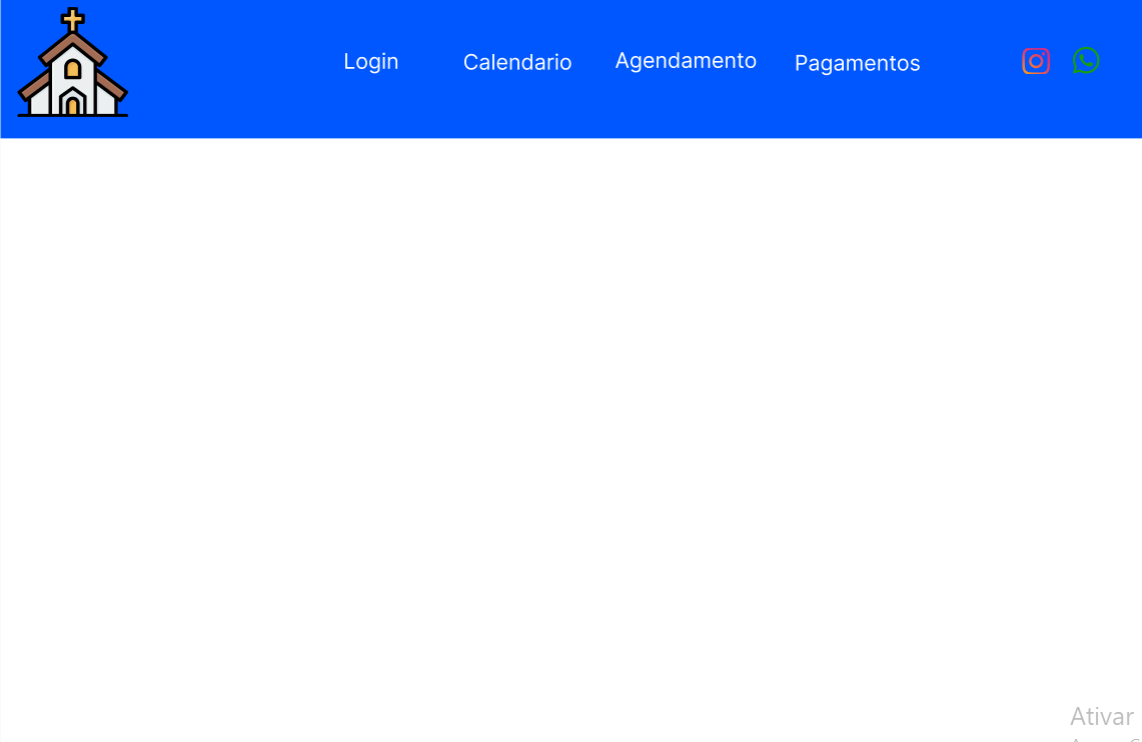 Login
Calendario
Agendamento
Pagamentos
Ativar